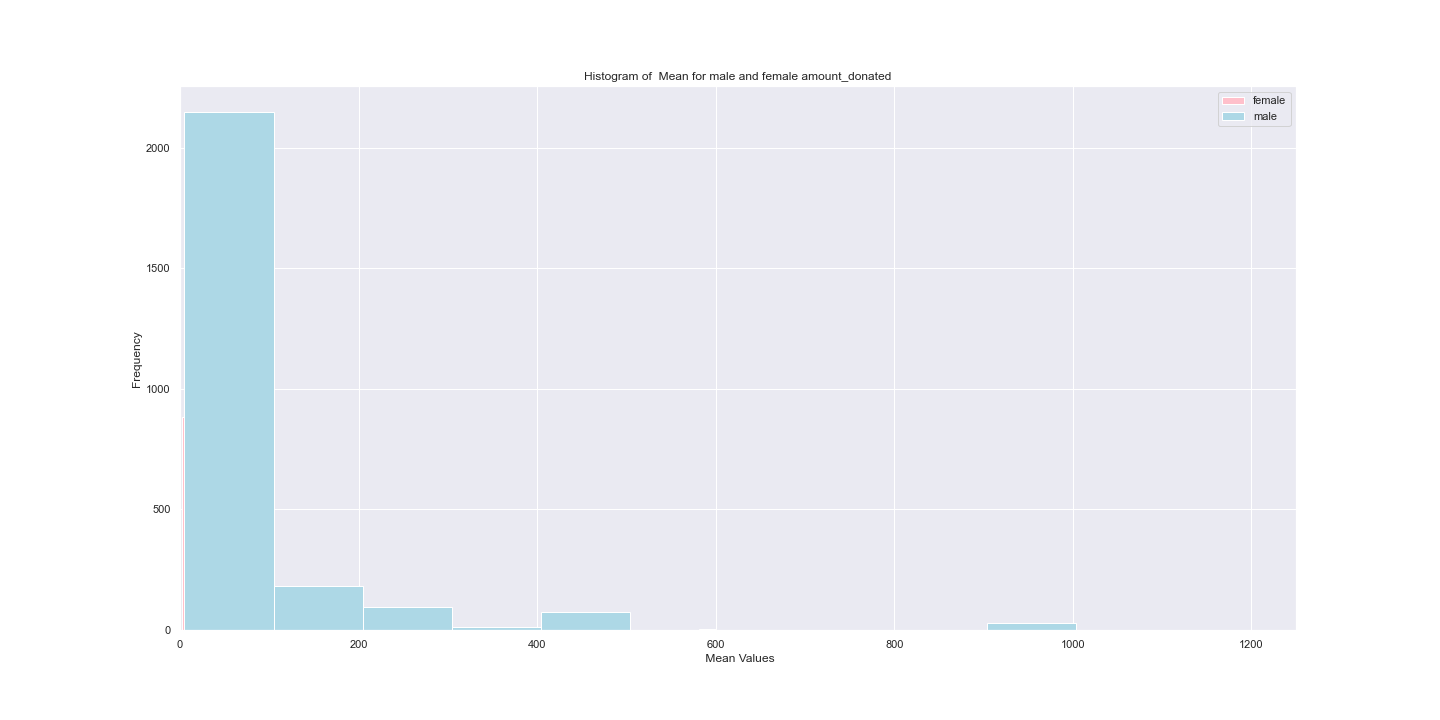 Histogram of  Mean for male and female amount_donated
female
male
2000
1500
1000
500
0
Frequency
0 200 400 600 800 1000 1200
Mean Values